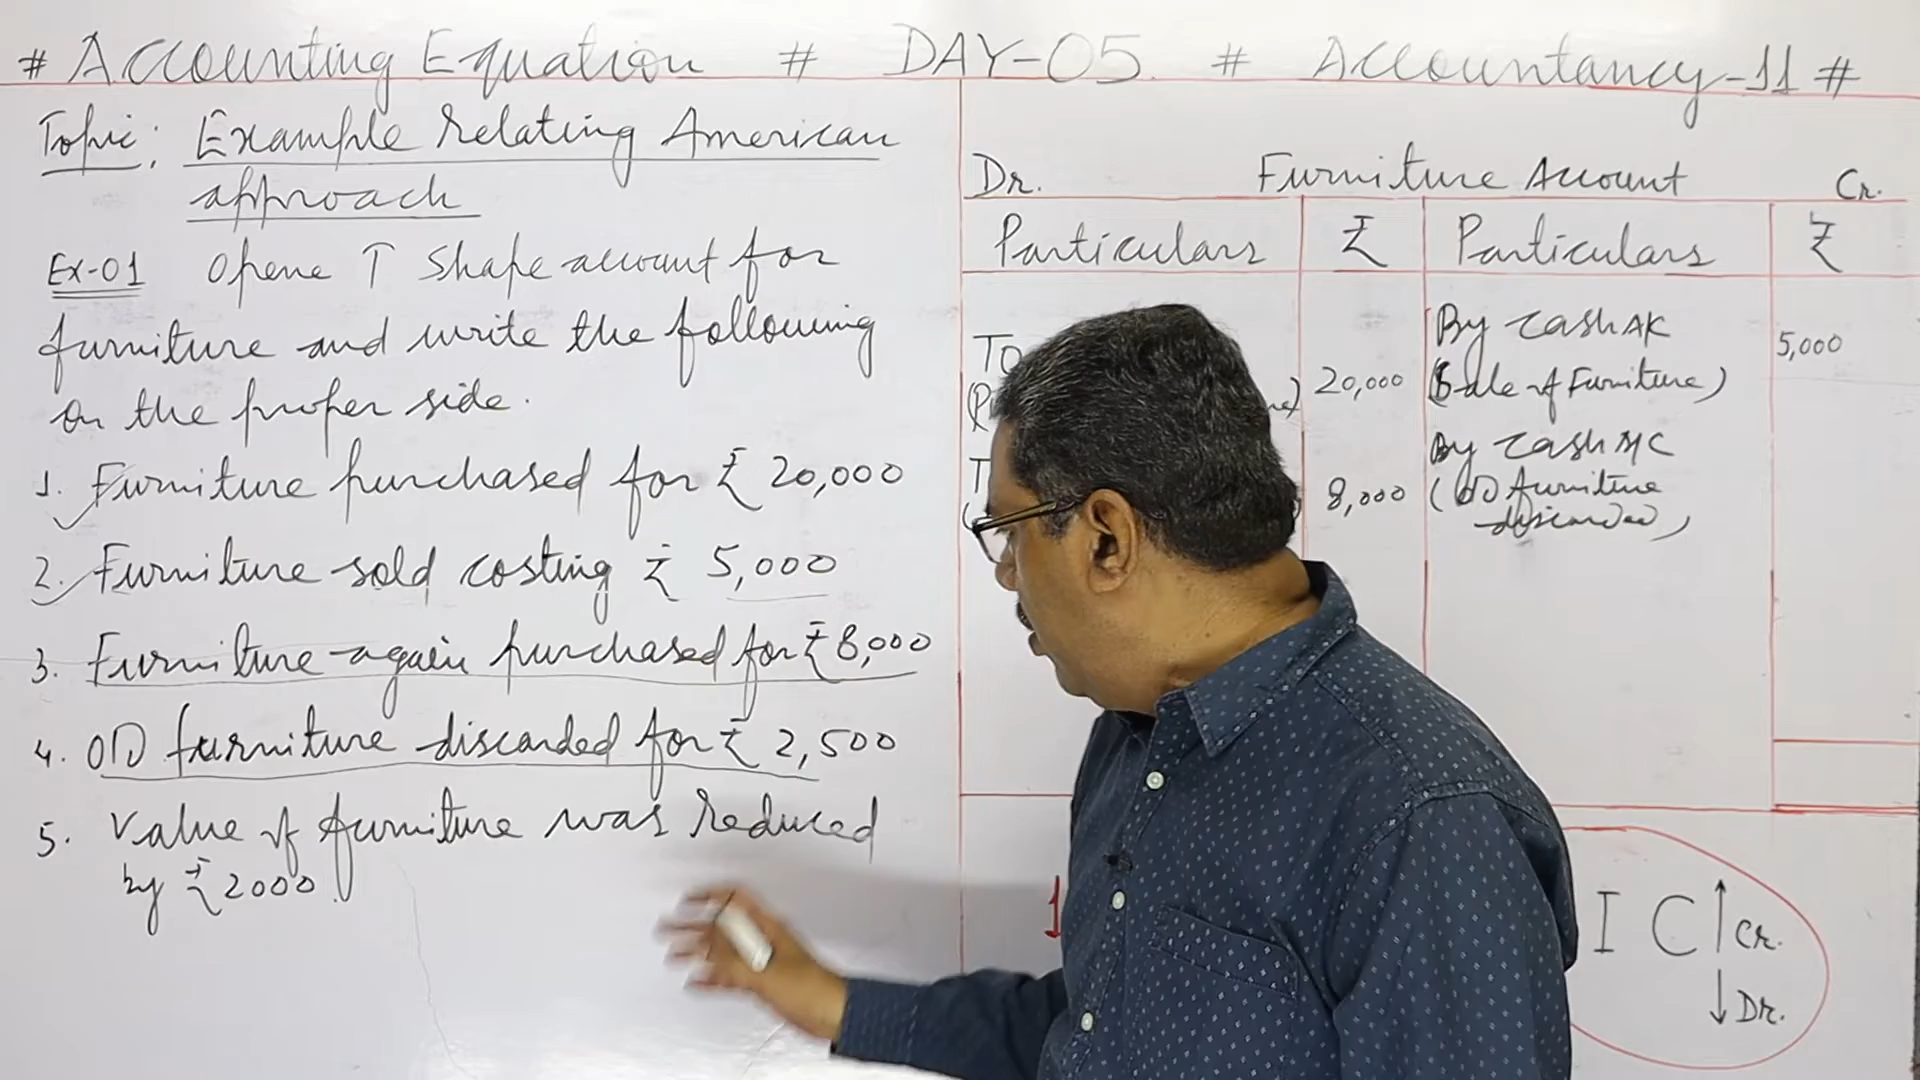 # Accounting Equation # DAY-05. # Accountancy-11 #
Topic: Example relating American
approach
Ex-01 Opene T Shape account for
furniture and write the following
on the proper side.
1. Furniture purchased for ₹ 20,000
2. Furniture sold costing ₹ 5,000
3. Furniture again purchased for ₹ 8,000
4. Old furniture discarded for ₹ 2,500
5. Value of furniture was reduced
by ₹ 2000.
Dr. Furniture Account Cr.
Particulars ₹ Particulars ₹
To 20,000 By cash A/c 5,000
(Sale of Furniture)
8,000 By cash A/c
(Old furniture
discarded)
1
I C ↑ Cr.
↓ Dr.